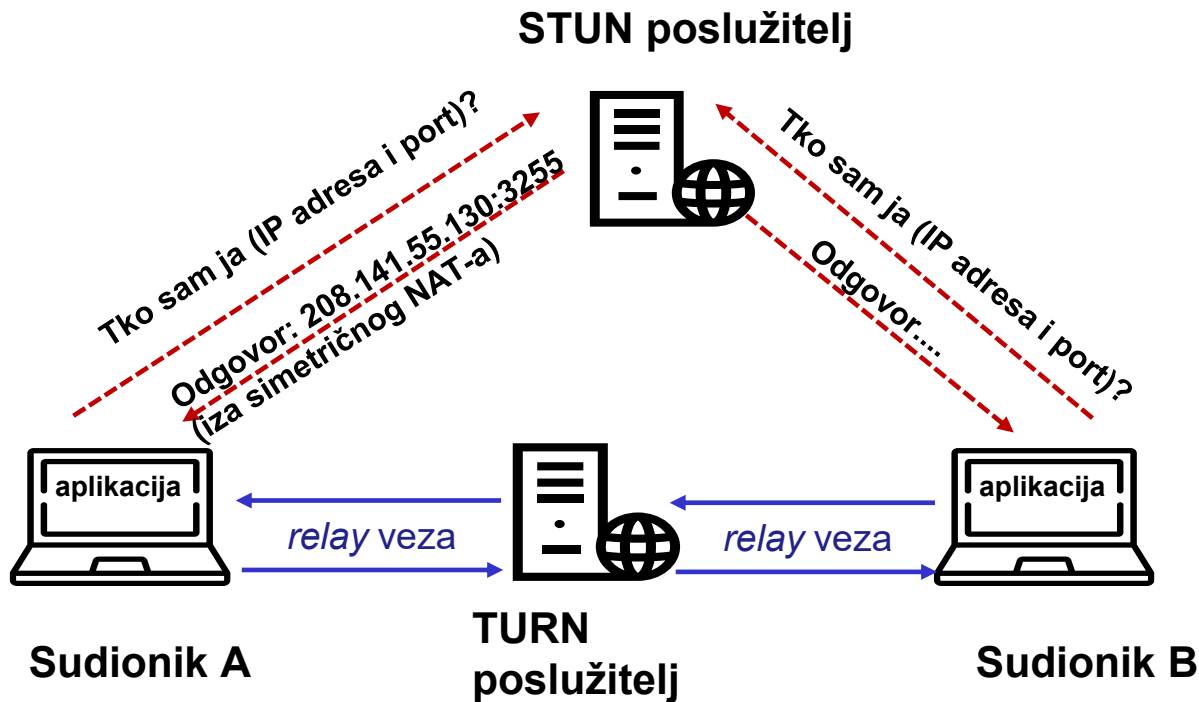 STUN poslužitelj
Tko sam ja (IP adresa i port)?
Odgovor: 208.141.55.130:3255
(iza simetričnog NAT-a)
Tko sam ja (IP adresa i port)?
Odgovor....
aplikacija
aplikacija
relay veza
relay veza
TURN
poslužitelj
Sudionik A
Sudionik B